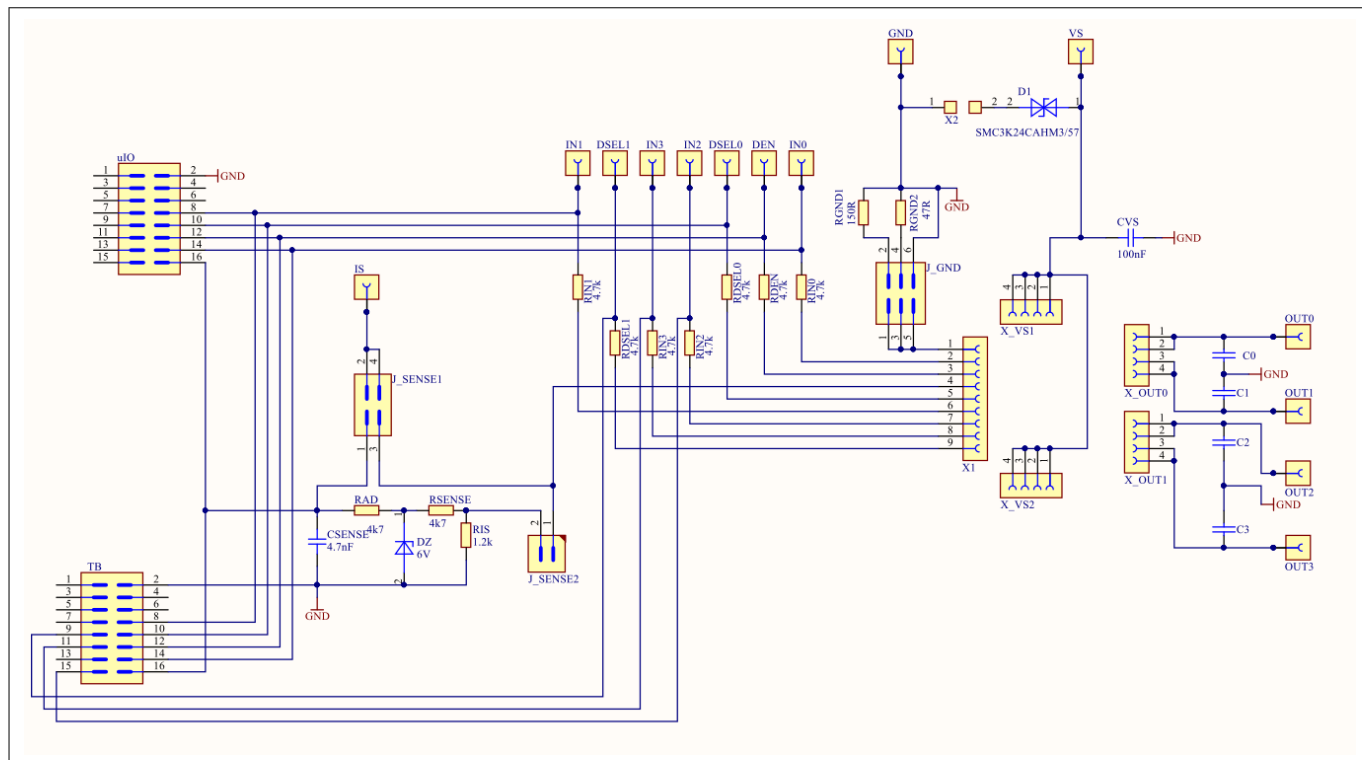 GND
VS
D1
1
2
2
1
X2
SMC3K24CAHM3/57
IN1
DSEL1
IN3
IN2
DSEL0
DEN
IN0
uIO
1
2
GND
3
4
5
6
7
8
9
10
11
12
13
14
15
16
RGND1
150R
RGND2
47R
GND
CVS
GND
100nF
2
4
6
J_GND
1
3
5
IS
RIN1
4.7k
RDSEL0
4.7k
RDEN
4.7k
RIN0
4.7k
RDSEL1
4.7k
RIN3
4.7k
RIN2
4.7k
4
3
2
1
X_VS1
2
4
J_SENSE1
1
3
1
2
3
4
5
6
7
8
9
X1
1
2
3
4
X_OUT0
C0
GND
C1
OUT0
OUT1
1
2
3
4
X_OUT1
C2
GND
C3
OUT2
OUT3
4
3
2
1
X_VS2
RAD
4k7
RSENSE
4k7
CSENSE
4.7nF
1
DZ
6V
2
RIS
1.2k
2
1
J_SENSE2
GND
TB
1
2
3
4
5
6
7
8
9
10
11
12
13
14
15
16